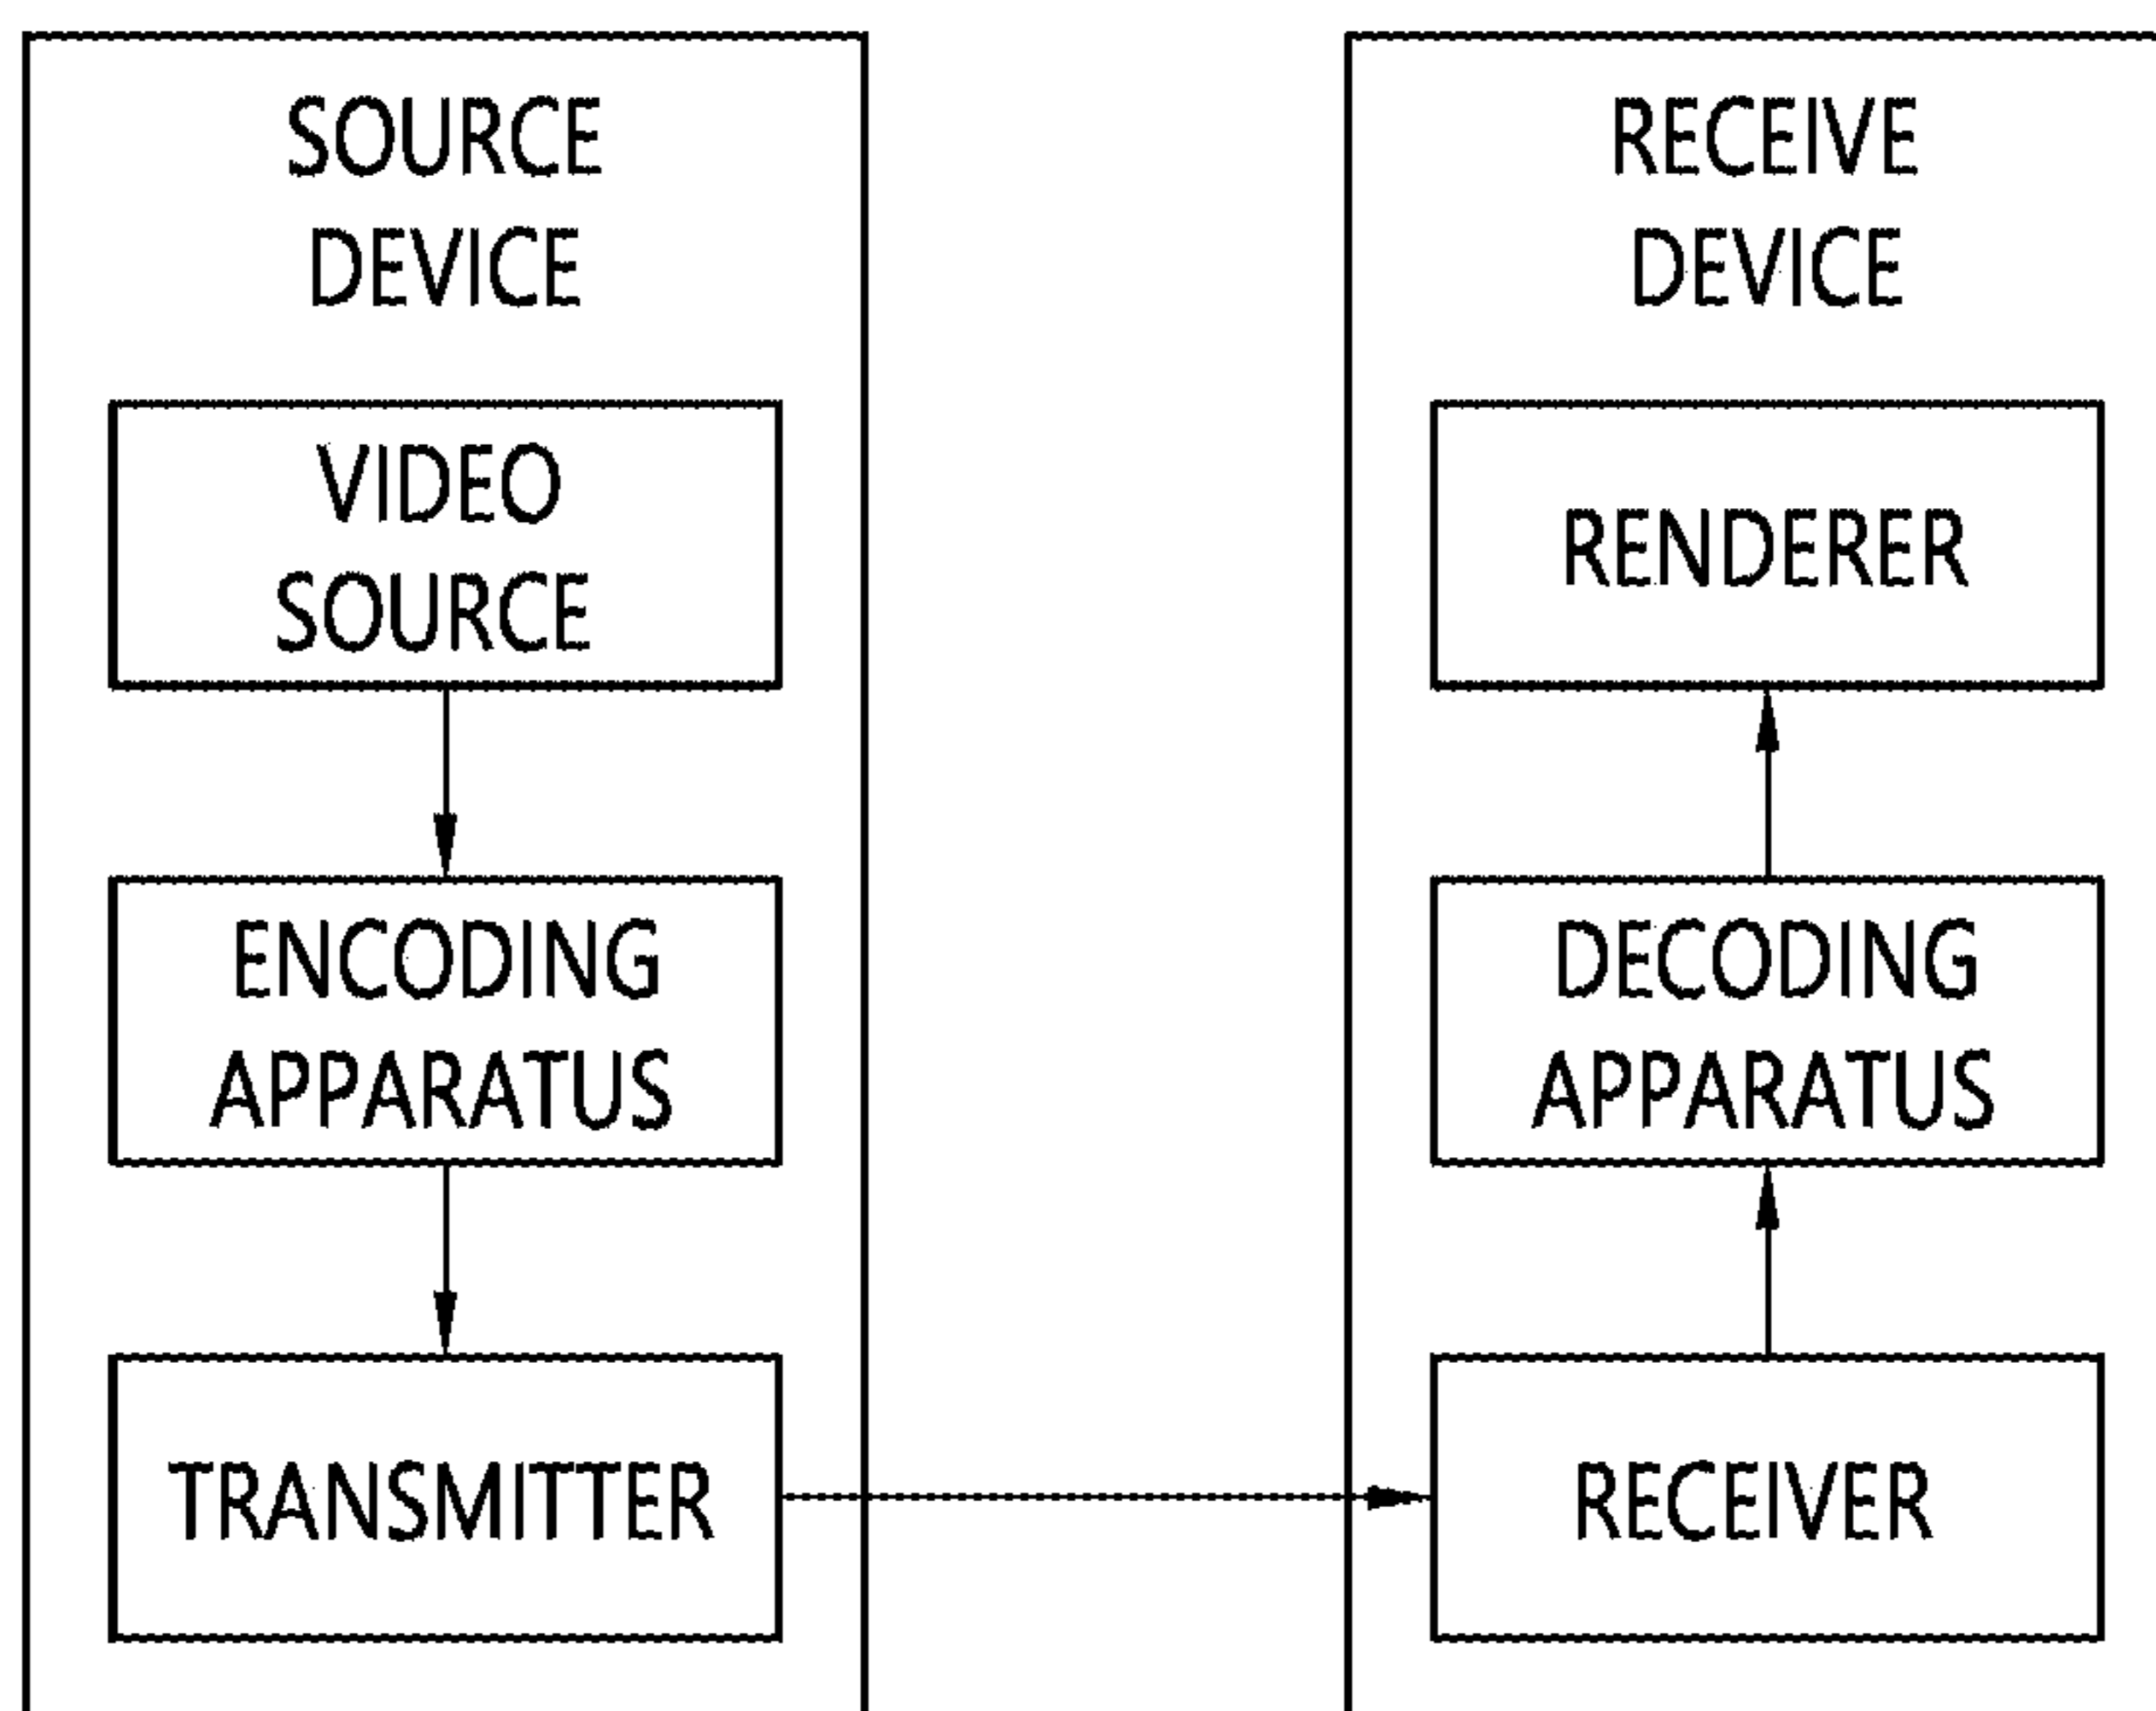 SOURCE
DEVICE
VIDEO
SOURCE
ENCODING
APPARATUS
TRANSMITTER
RECEIVE
DEVICE
RENDERER
DECODING
APPARATUS
RECEIVER